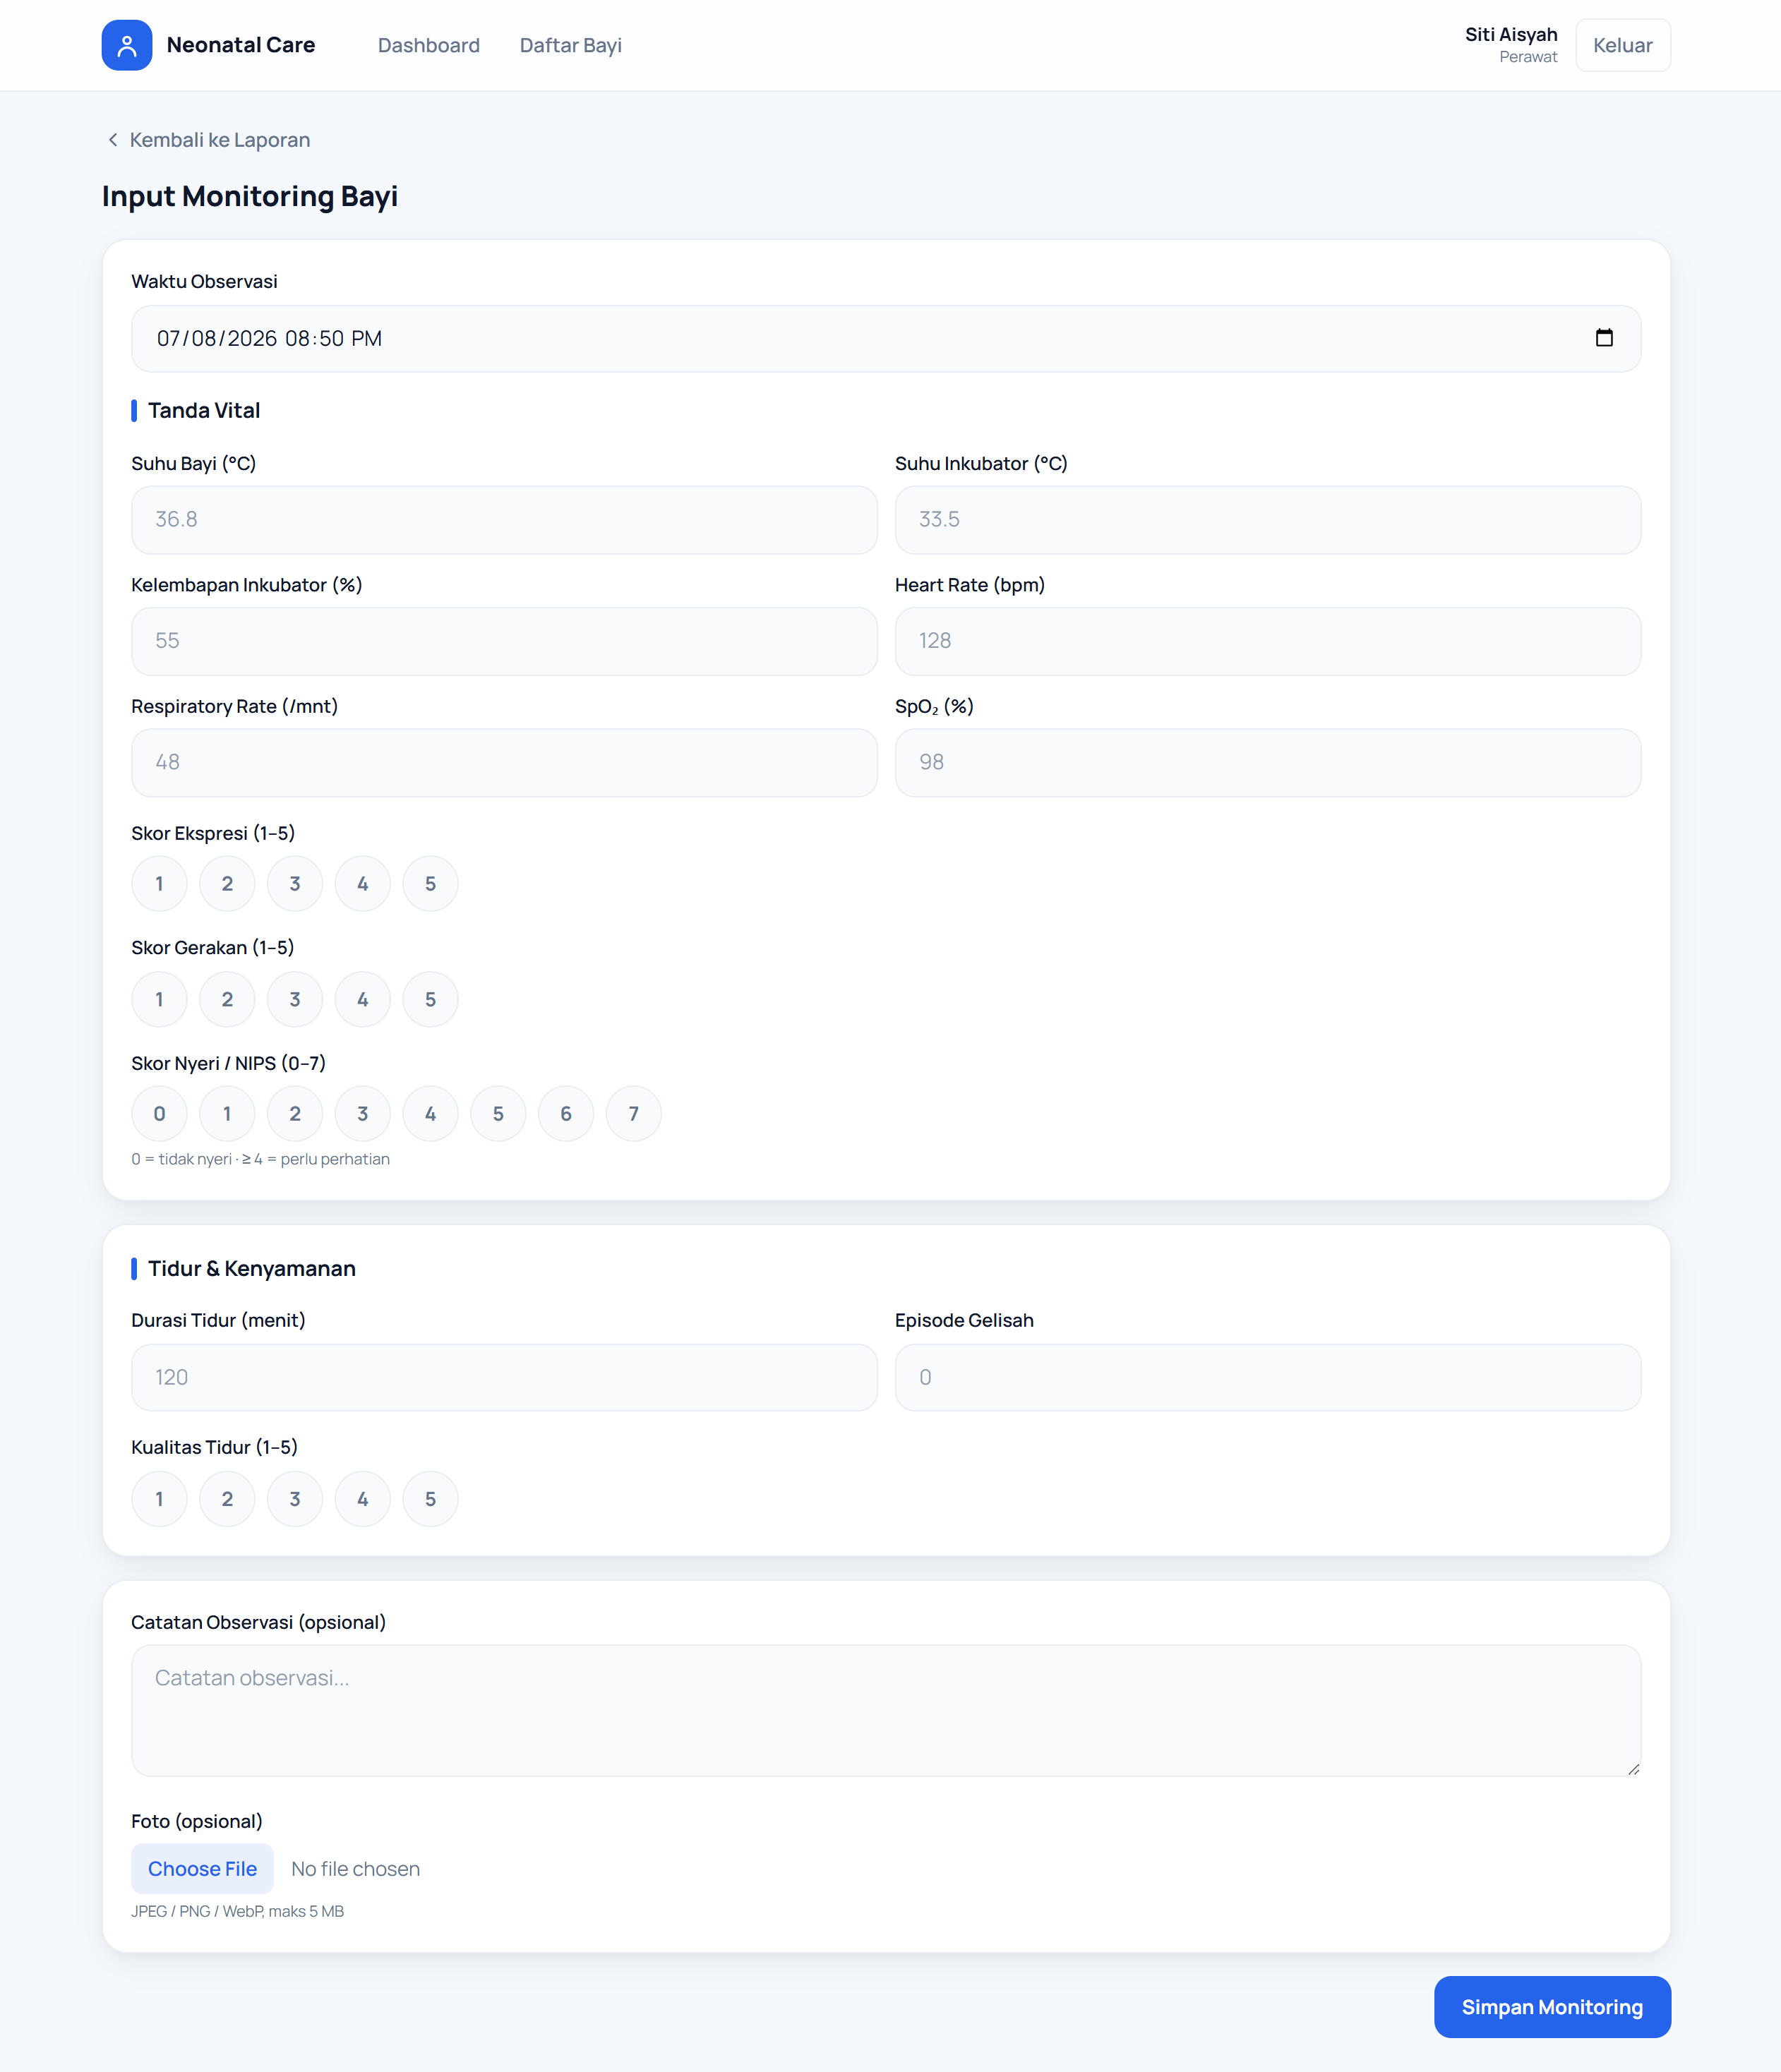 Neonatal Care
Dashboard
Daftar Bayi
Siti Aisyah
Perawat
Keluar
Kembali ke Laporan
Input Monitoring Bayi
Waktu Observasi
07/08/2026 08:50 PM
Tanda Vital
Suhu Bayi (°C)
Suhu Inkubator (°C)
36.8
33.5
Kelembapan Inkubator (%)
Heart Rate (bpm)
55
128
Respiratory Rate (/mnt)
SpO₂ (%)
48
98
Skor Ekspresi (1–5)
1 2 3 4 5
Skor Gerakan (1–5)
1 2 3 4 5
Skor Nyeri / NIPS (0–7)
0 1 2 3 4 5 6 7
0 = tidak nyeri · ≥4 = perlu perhatian
Tidur & Kenyamanan
Durasi Tidur (menit)
Episode Gelisah
120
0
Kualitas Tidur (1–5)
1 2 3 4 5
Catatan Observasi (opsional)
Catatan observasi...
Foto (opsional)
Choose File No file chosen
JPEG / PNG / WebP, maks 5 MB
Simpan Monitoring